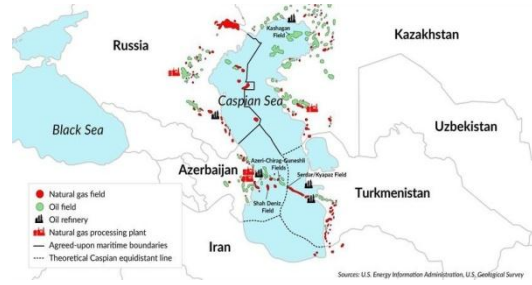 Kashagan
Field
Kazakhstan
Russia
Caspian Sea
Black Sea
Uzbekistan
Azeri-Chirag-Guneshli
Fields
Serdar/Kyapaz Field
Azerbaijan
Turkmenistan
Shah Deniz
Field
Iran
Natural gas field
Oil field
Oil refinery
Natural gas processing plant
Agreed-upon maritime boundaries
Theoretical Caspian equidistant line
Sources: U.S. Energy Information Administration, U.S. Geological Survey